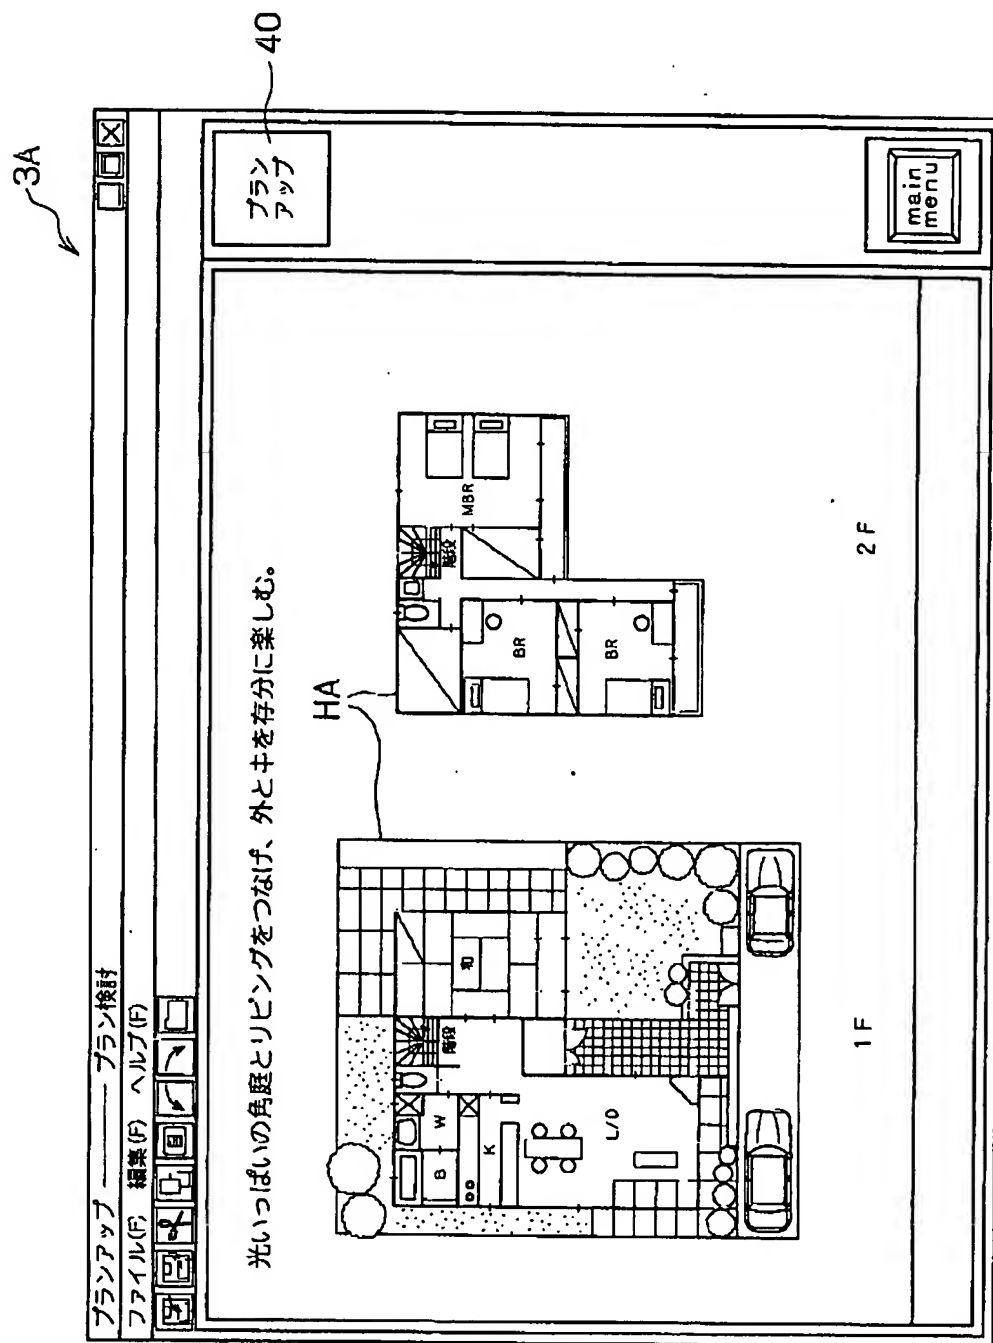 3A
プランアップ ――― プラン検討
ファイル(F) 編集(F) ヘルプ(F)
プラン
アップ
40
光いっぱいの角庭とリビングをつなげ、外と中を存分に楽しむ。
HA
B
W
K
L/D
階段
和
1F
BR
BR
階段
MBR
2F
main
menu